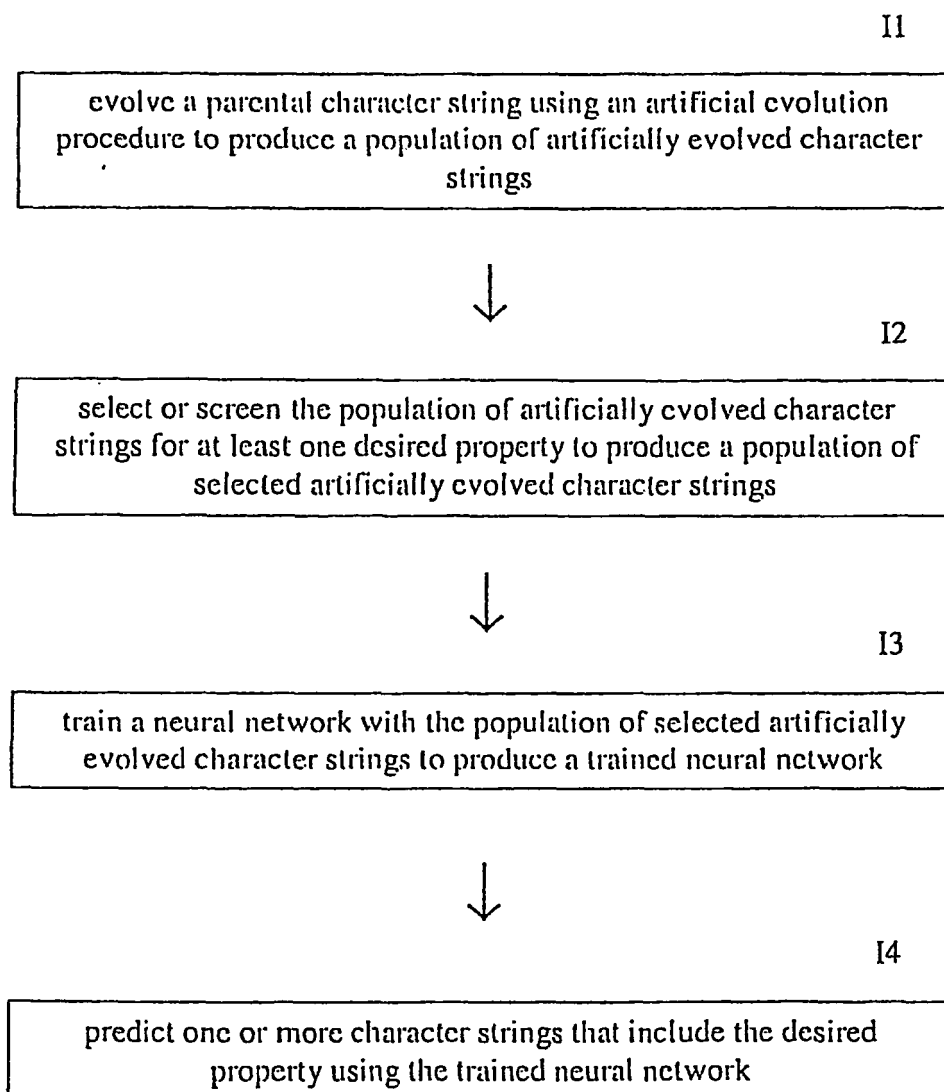 I1
evolve a parental character string using an artificial evolution
procedure to produce a population of artificially evolved character
strings
I2
select or screen the population of artificially evolved character
strings for at least one desired property to produce a population of
selected artificially evolved character strings
I3
train a neural network with the population of selected artificially
evolved character strings to produce a trained neural network
I4
predict one or more character strings that include the desired
property using the trained neural network